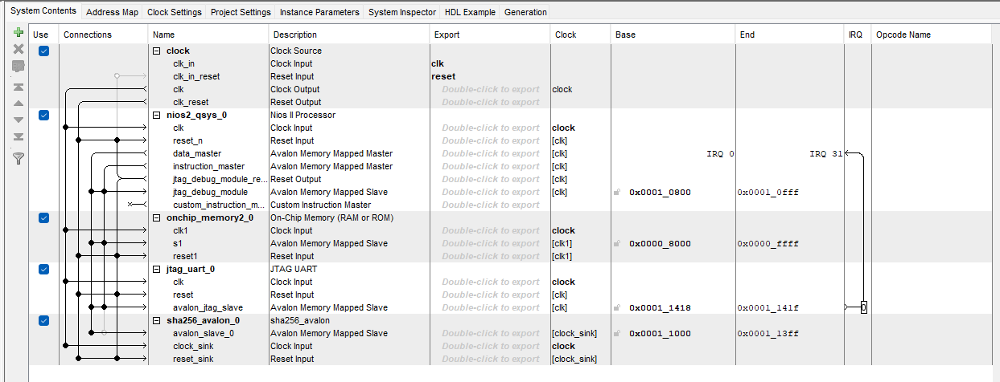 System Contents Address Map Clock Settings Project Settings Instance Parameters System Inspector HDL Example Generation
Use Connections Name Description Export Clock Base End IRQ Opcode Name
clock Clock Source
clk_in Clock Input clk
clk_in_reset Reset Input reset
clk Clock Output Double-click to export clock
clk_reset Reset Output Double-click to export
nios2_qsys_0 Nios II Processor
clk Clock Input Double-click to export clock
reset_n Reset Input Double-click to export [clk]
data_master Avalon Memory Mapped Master Double-click to export [clk] IRQ 0 IRQ 31
instruction_master Avalon Memory Mapped Master Double-click to export [clk]
jtag_debug_module_re... Reset Output Double-click to export [clk]
jtag_debug_module Avalon Memory Mapped Slave Double-click to export [clk] 0x0001_0800 0x0001_0fff
custom_instruction_m... Custom Instruction Master Double-click to export
onchip_memory2_0 On-Chip Memory (RAM or ROM)
clk1 Clock Input Double-click to export clock
s1 Avalon Memory Mapped Slave Double-click to export [clk1] 0x0000_8000 0x0000_ffff
reset1 Reset Input Double-click to export [clk1]
jtag_uart_0 JTAG UART
clk Clock Input Double-click to export clock
reset Reset Input Double-click to export [clk]
avalon_jtag_slave Avalon Memory Mapped Slave Double-click to export [clk] 0x0001_1418 0x0001_141f 0
sha256_avalon_0 sha256_avalon
avalon_slave_0 Avalon Memory Mapped Slave Double-click to export [clock_sink] 0x0001_1000 0x0001_13ff
clock_sink Clock Input Double-click to export clock
reset_sink Reset Input Double-click to export [clock_sink]